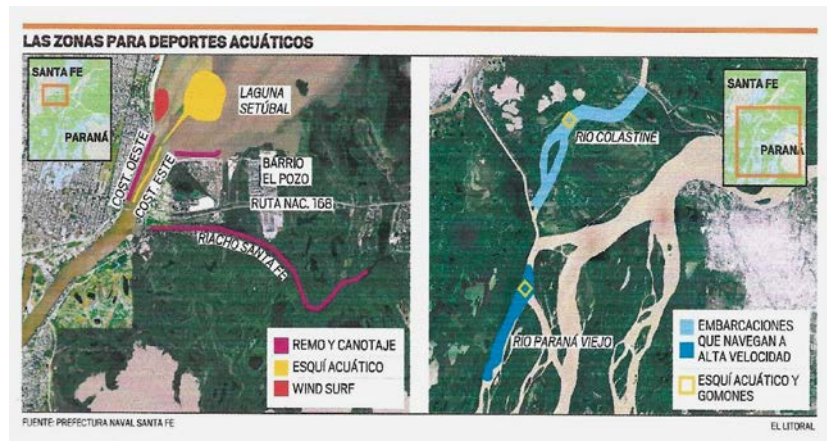 LAS ZONAS PARA DEPORTES ACUÁTICOS
SANTA FE
PARANÁ
LAGUNA
SETÚBAL
COST. OESTE
COST. ESTE
BARRIO
EL POZO
RUTA NAC. 168
RIACHO SANTA FE
REMO Y CANOTAJE
ESQUÍ ACUÁTICO
WIND SURF
SANTA FE
PARANÁ
RIO COLASTINÉ
RIO PARANÁ VIEJO
EMBARCACIONES
QUE NAVEGAN A
ALTA VELOCIDAD
ESQUÍ ACUÁTICO Y
GOMONES
FUENTE: PREFECTURA NAVAL SANTA FE
EL LITORAL